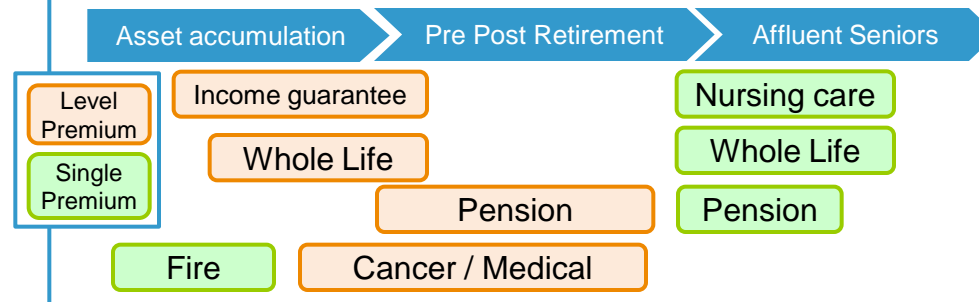 Asset accumulation
Pre Post Retirement
Affluent Seniors
Level
Premium
Single
Premium
Income guarantee
Nursing care
Whole Life
Whole Life
Pension
Pension
Fire
Cancer / Medical